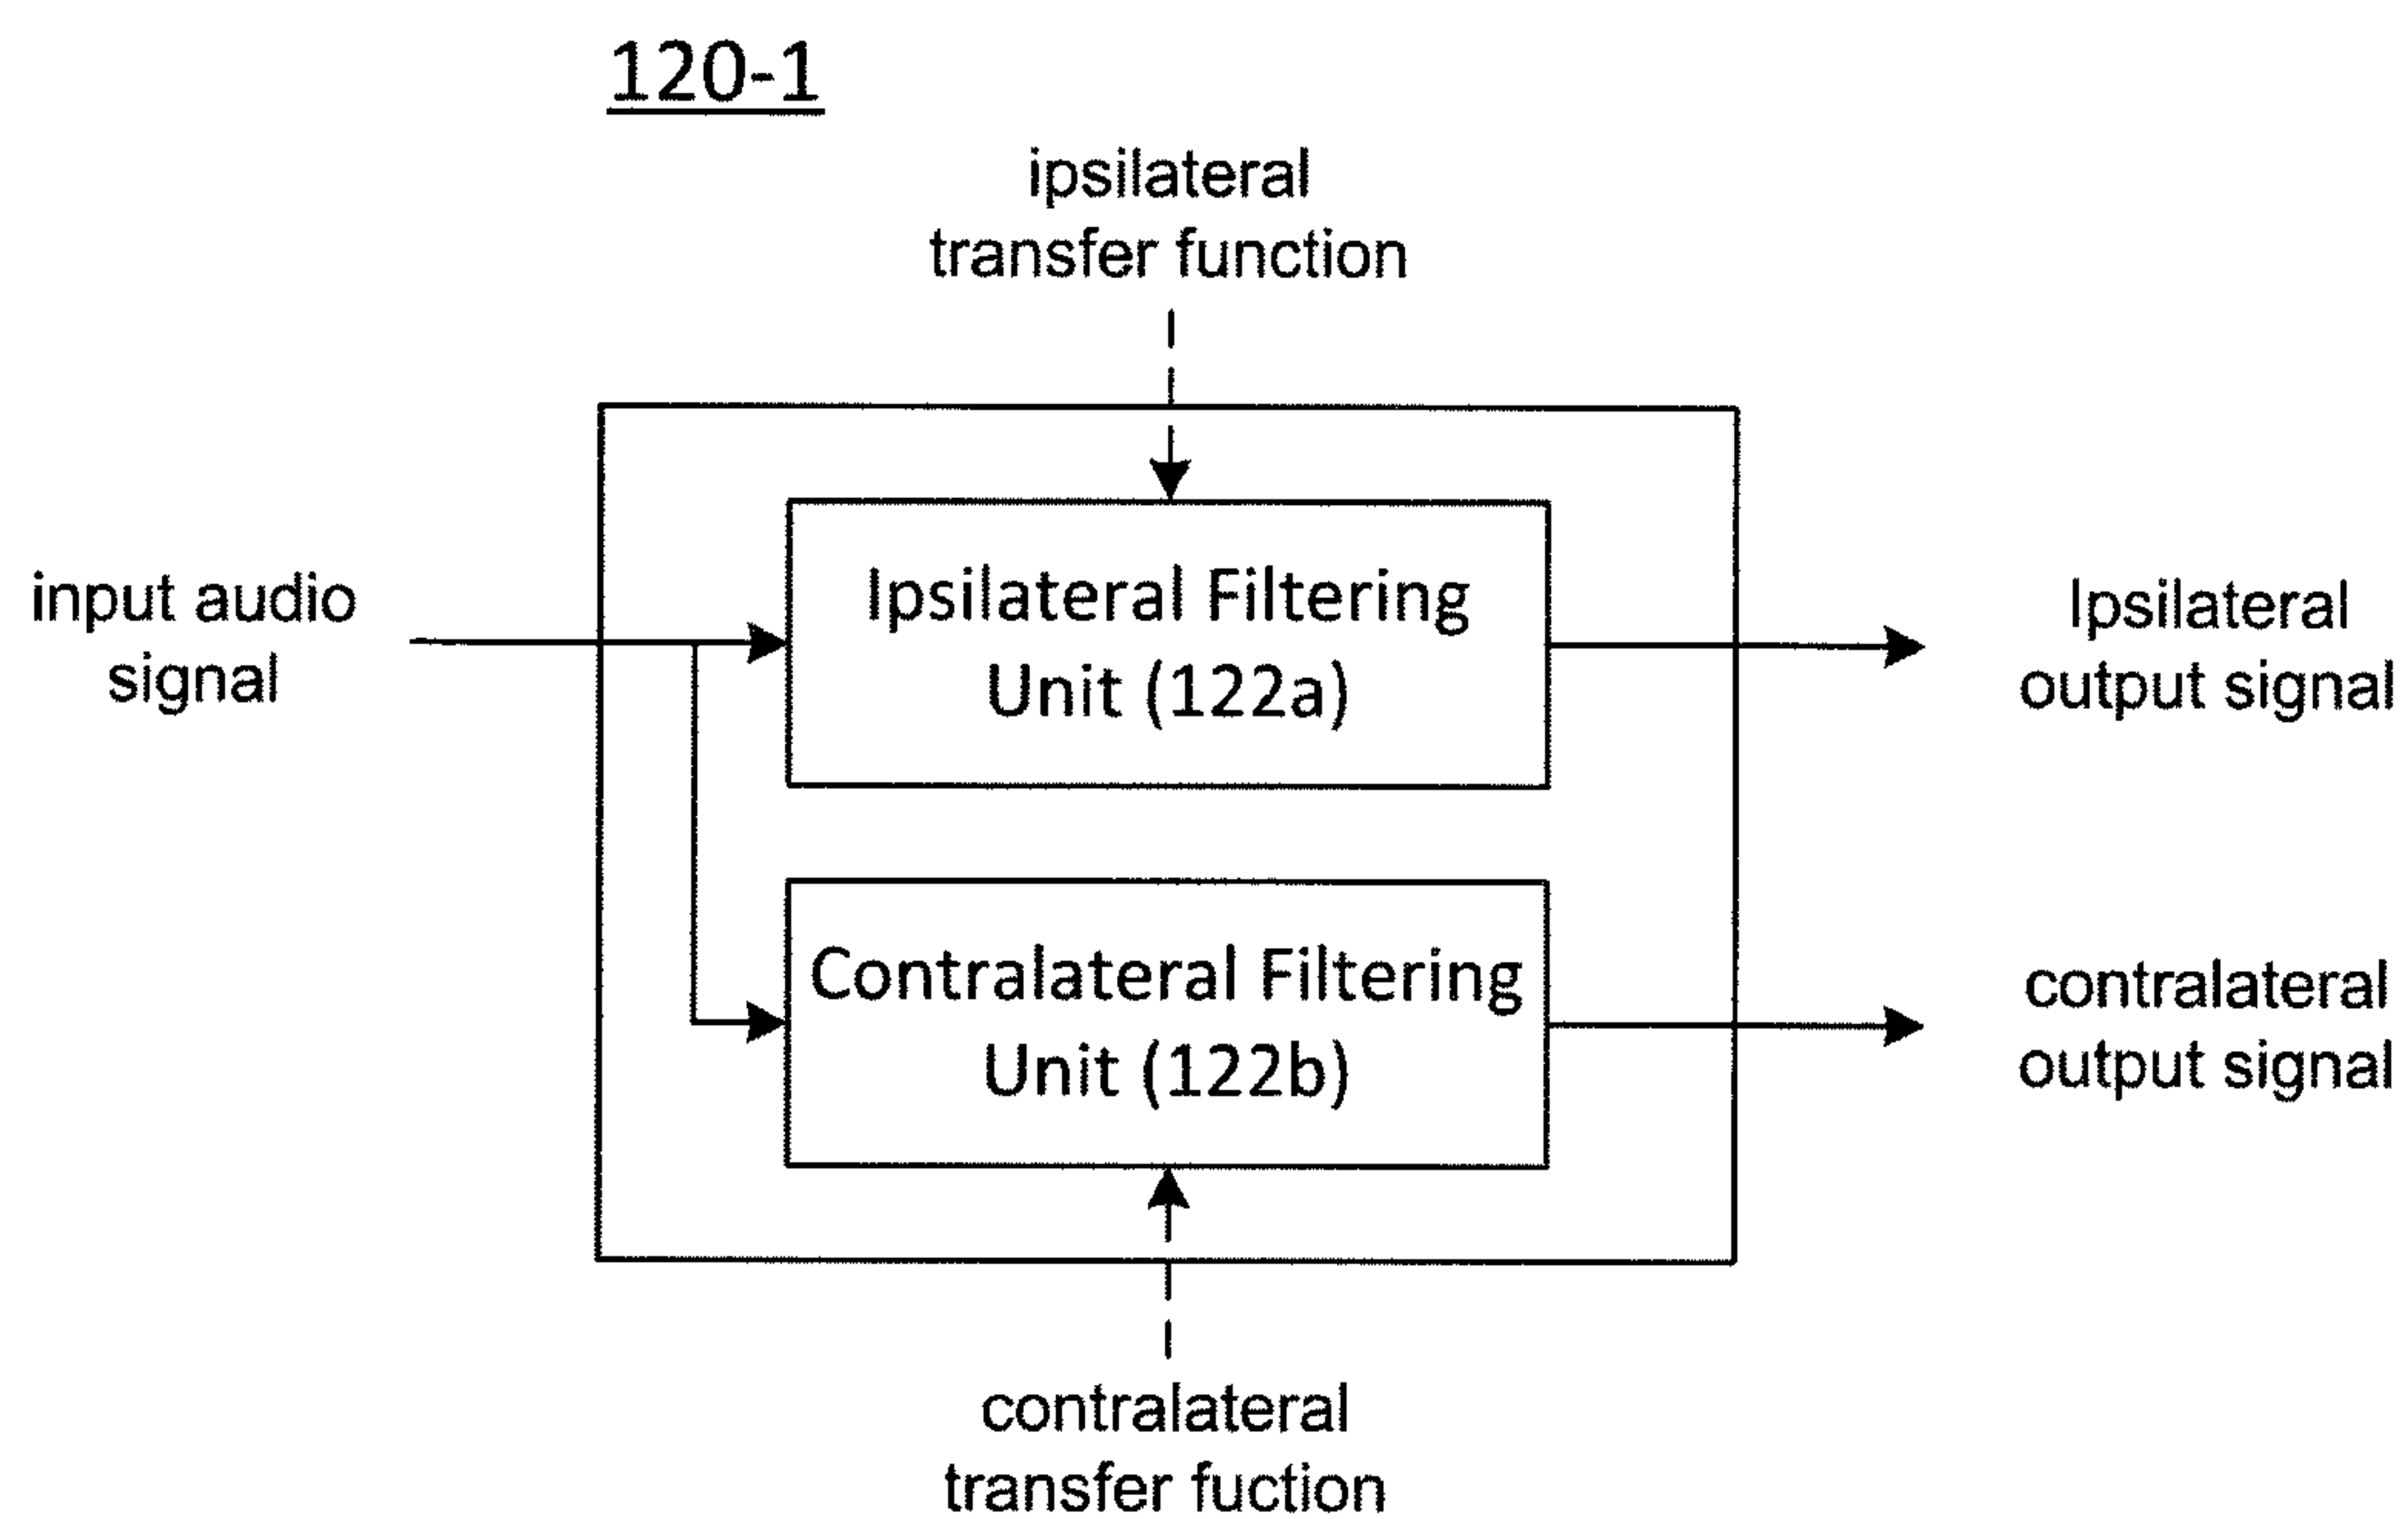 120-1
ipsilateral
transfer function
input audio
signal
Ipsilateral Filtering
Unit (122a)
Ipsilateral
output signal
Contralateral Filtering
Unit (122b)
contralateral
output signal
contralateral
transfer fuction